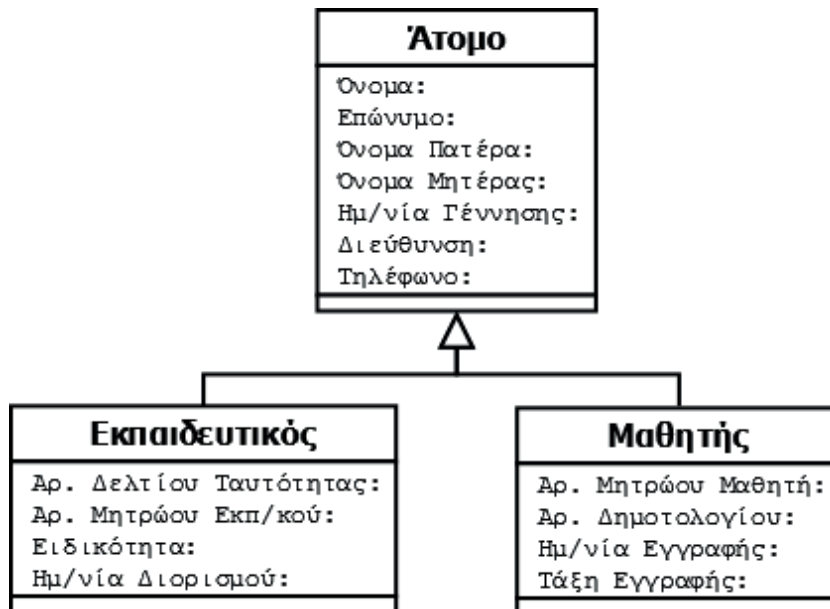 Άτομο
Όνομα:
Επώνυμο:
Όνομα Πατέρα:
Όνομα Μητέρας:
Ημ/νία Γέννησης:
Διεύθυνση:
Τηλέφωνο:
Εκπαιδευτικός
Αρ. Δελτίου Ταυτότητας:
Αρ. Μητρώου Εκπ/κού:
Ειδικότητα:
Ημ/νία Διορισμού:
Μαθητής
Αρ. Μητρώου Μαθητή:
Αρ. Δημοτολογίου:
Ημ/νία Εγγραφής:
Τάξη Εγγραφής: